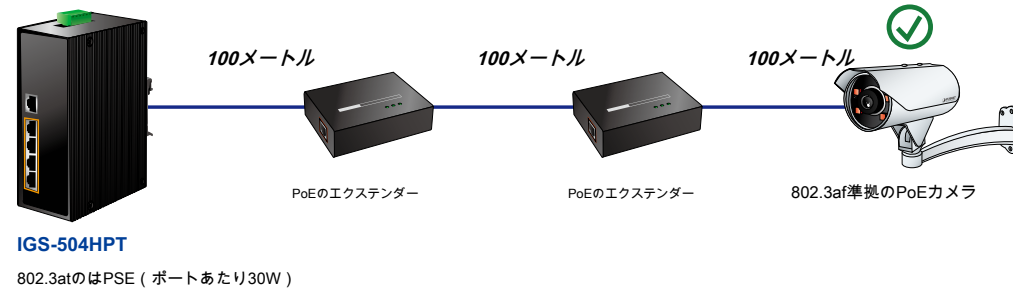 100メートル
100メートル
100メートル
PoEのエクステンダー
PoEのエクステンダー
802.3af準拠のPoEカメラ
IGS-504HPT
802.3atのはPSE ( ポートあたり30W )